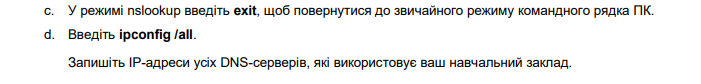 c. У режимі nslookup введіть exit, щоб повернутися до звичайного режиму командного рядка ПК.
d. Введіть ipconfig /all.
Запишіть IP-адреси усіх DNS-серверів, які використовує ваш навчальний заклад.